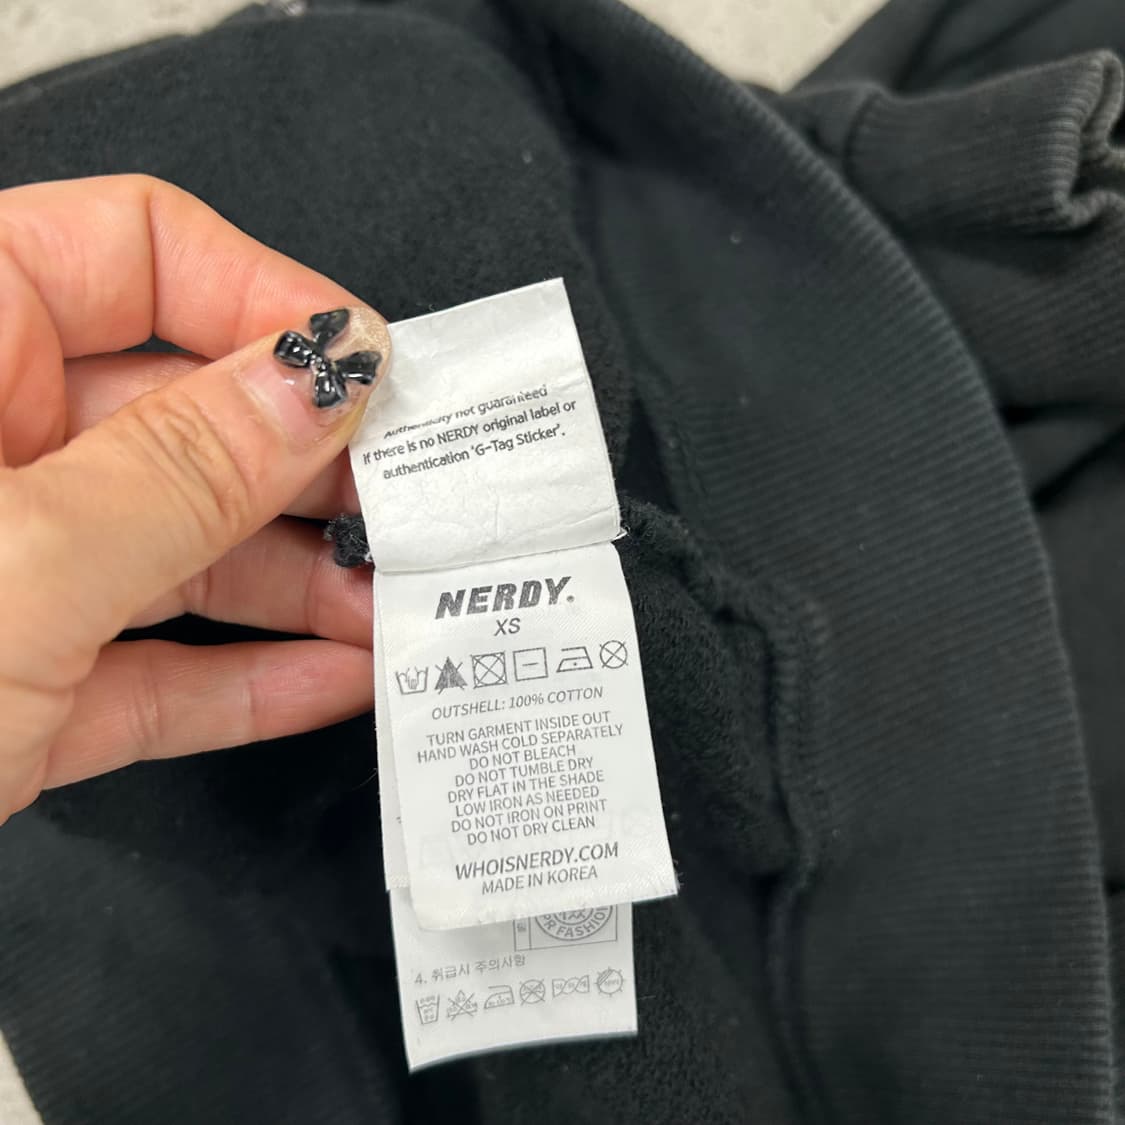 Authenticity not guaranteed
if there is no NERDY original label or
authentication 'G-Tag Sticker'.
NERDY.
XS
OUTSHELL: 100% COTTON
TURN GARMENT INSIDE OUT
HAND WASH COLD SEPARATELY
DO NOT BLEACH
DO NOT TUMBLE DRY
DRY FLAT IN THE SHADE
LOW IRON AS NEEDED
DO NOT IRON ON PRINT
DO NOT DRY CLEAN
WHOISNERDY.COM
MADE IN KOREA
FASHION
4. 취급시 주의사항